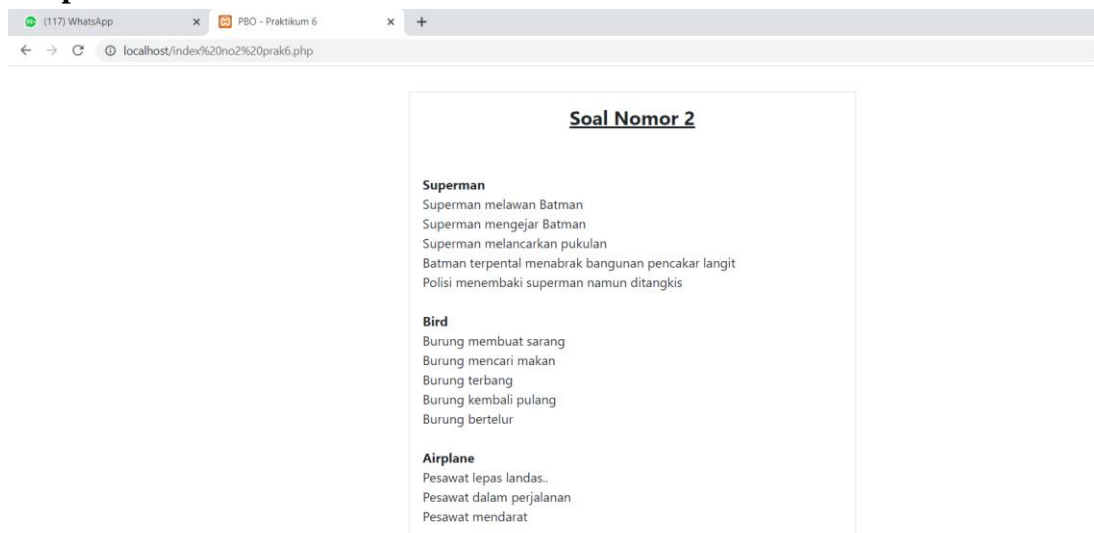 (117) WhatsApp
PBO - Praktikum 6
localhost/index%20no2%20prak6.php
Soal Nomor 2
Superman
Superman melawan Batman
Superman mengejar Batman
Superman melancarkan pukulan
Batman terpental menabrak bangunan pencakar langit
Polisi menembaki superman namun ditangkis
Bird
Burung membuat sarang
Burung mencari makan
Burung terbang
Burung kembali pulang
Burung bertelur
Airplane
Pesawat lepas landas..
Pesawat dalam perjalanan
Pesawat mendarat